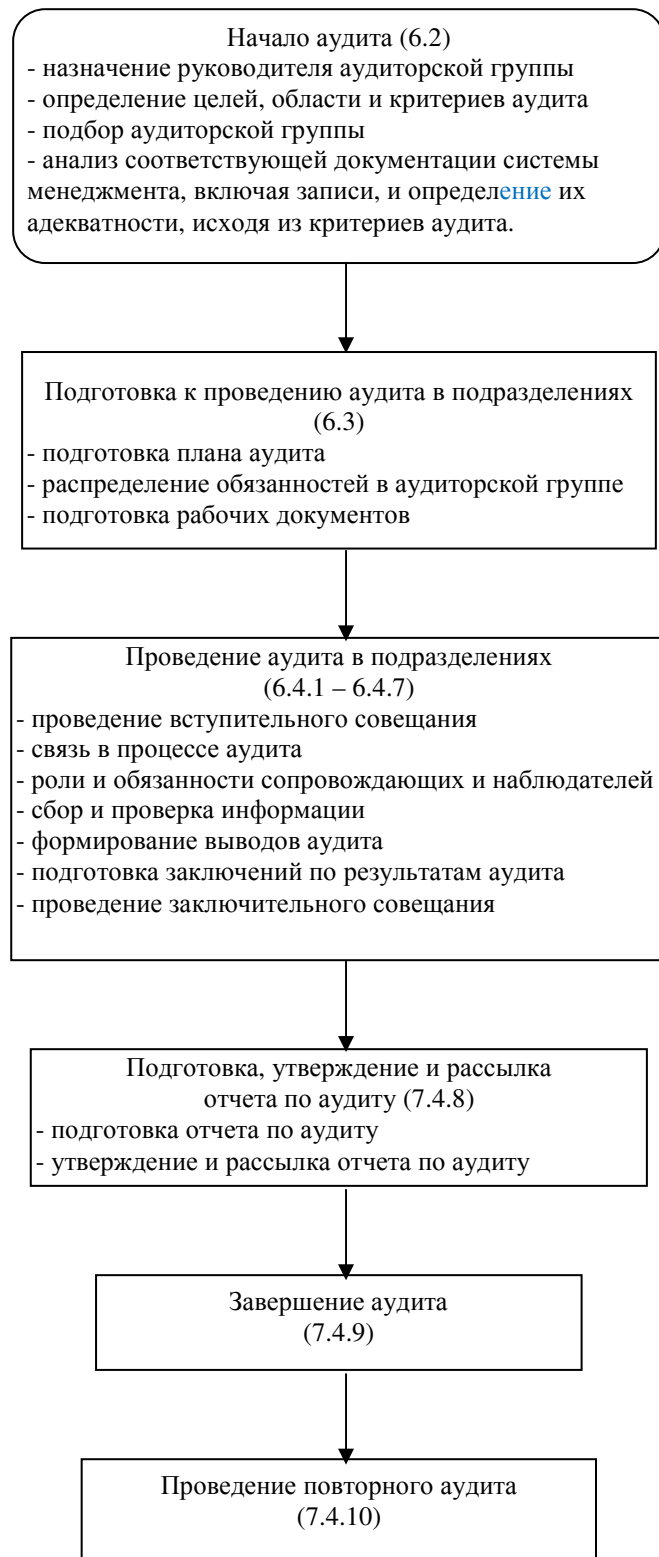 Начало аудита (6.2)
- назначение руководителя аудиторской группы
- определение целей, области и критериев аудита
- подбор аудиторской группы
- анализ соответствующей документации системы
менеджмента, включая записи, и определение их
адекватности, исходя из критериев аудита.
Подготовка к проведению аудита в подразделениях
(6.3)
- подготовка плана аудита
- распределение обязанностей в аудиторской группе
- подготовка рабочих документов
Проведение аудита в подразделениях
(6.4.1 – 6.4.7)
- проведение вступительного совещания
- связь в процессе аудита
- роли и обязанности сопровождающих и наблюдателей
- сбор и проверка информации
- формирование выводов аудита
- подготовка заключений по результатам аудита
- проведение заключительного совещания
Подготовка, утверждение и рассылка
отчета по аудиту (7.4.8)
- подготовка отчета по аудиту
- утверждение и рассылка отчета по аудиту
Завершение аудита
(7.4.9)
Проведение повторного аудита
(7.4.10)